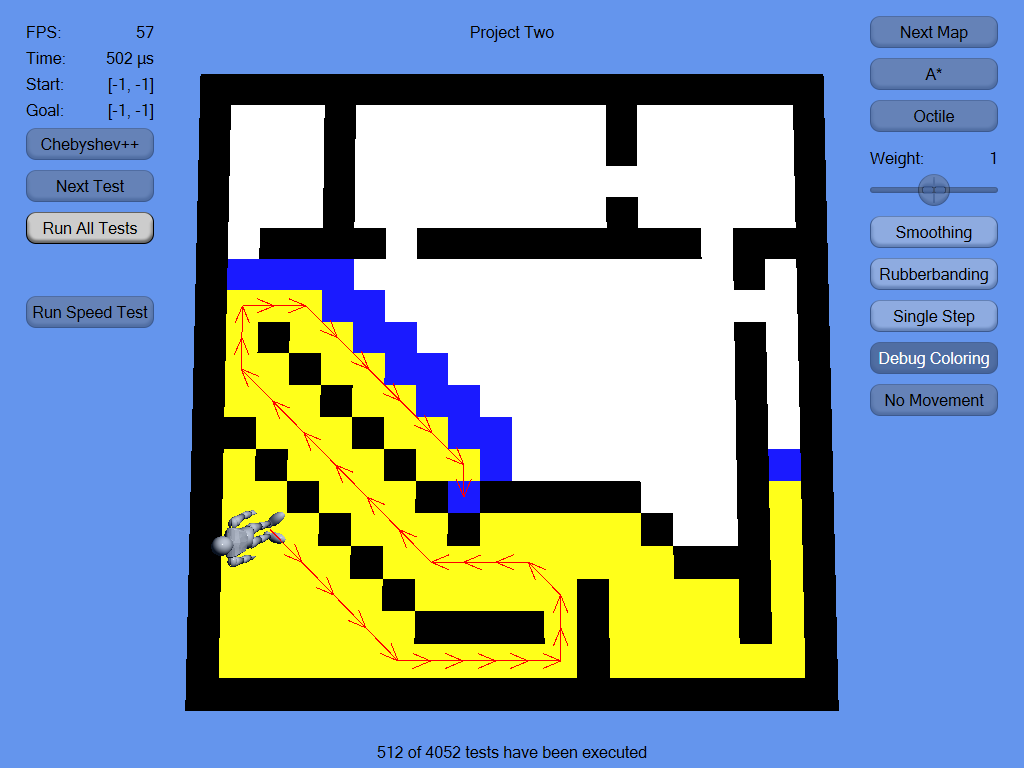 FPS: 57
Time: 502 µs
Start: [-1, -1]
Goal: [-1, -1]
Chebyshev++
Next Test
Run All Tests
Run Speed Test
Project Two
Next Map
A*
Octile
Weight: 1
Smoothing
Rubberbanding
Single Step
Debug Coloring
No Movement
512 of 4052 tests have been executed